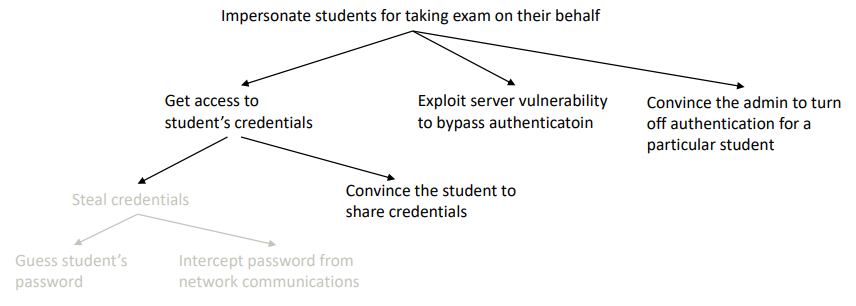 Impersonate students for taking exam on their behalf
Get access to
student's credentials
Exploit server vulnerability
to bypass authenticatoin
Convince the admin to turn
off authentication for a
particular student
Steal credentials
Convince the student to
share credentials
Guess student's
password
Intercept password from
network communications